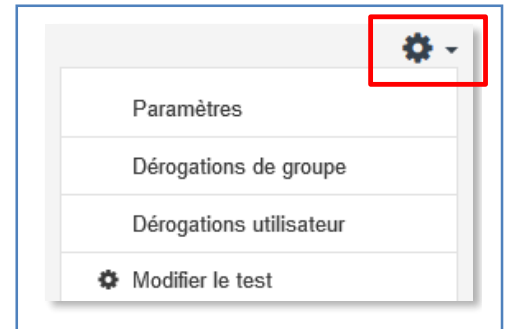 Paramètres
Dérogations de groupe
Dérogations utilisateur
Modifier le test